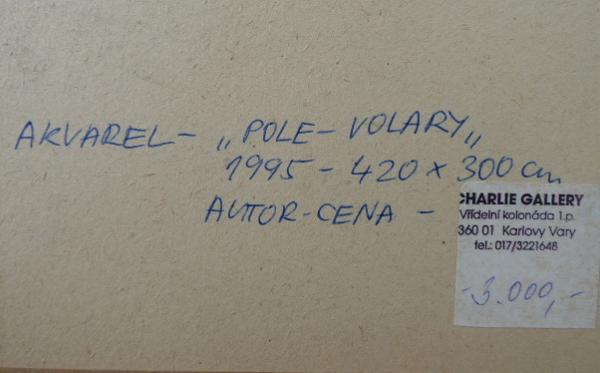 AKVAREL - „POLE - VOLARY„
1995 - 420 x 300 cm
AUTOR - CENA -
CHARLIE GALLERY
Vřídelní kolonáda 1.p.
360 01 Karlovy Vary
tel.: 017/3221648
- 3.000,-